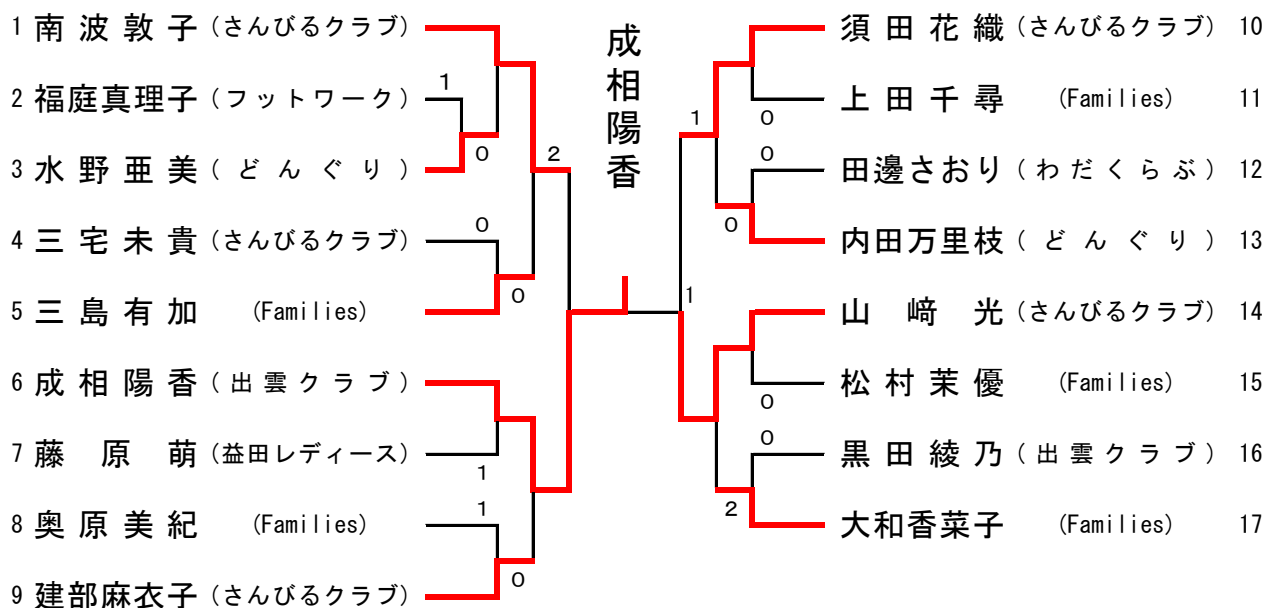 成相陽香
1 南波敦子 (さんびるクラブ)
1
2 福庭真理子 (フットワーク)
0
3 水野亜美 (どんぐり)
2
4 三宅未貴 (さんびるクラブ)
0
5 三島有加 (Families)
0
6 成相陽香 (出雲クラブ)
7 藤原萌 (益田レディース)
1
8 奥原美紀 (Families)
1
9 建部麻衣子 (さんびるクラブ)
0
須田花織 (さんびるクラブ) 10
上田千尋 (Families) 11
0
1
田邊さおり (わだくらぶ) 12
0
内田万里枝 (どんぐり) 13
0
1
山﨑光 (さんびるクラブ) 14
松村茉優 (Families) 15
0
黒田綾乃 (出雲クラブ) 16
0
大和香菜子 (Families) 17
2